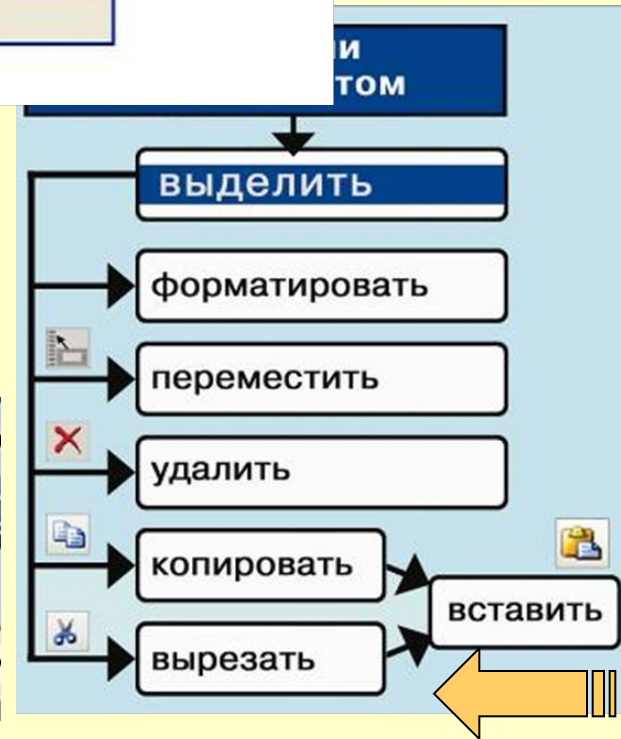 том
выделить
форматировать
переместить
удалить
копировать
вставить
вырезать